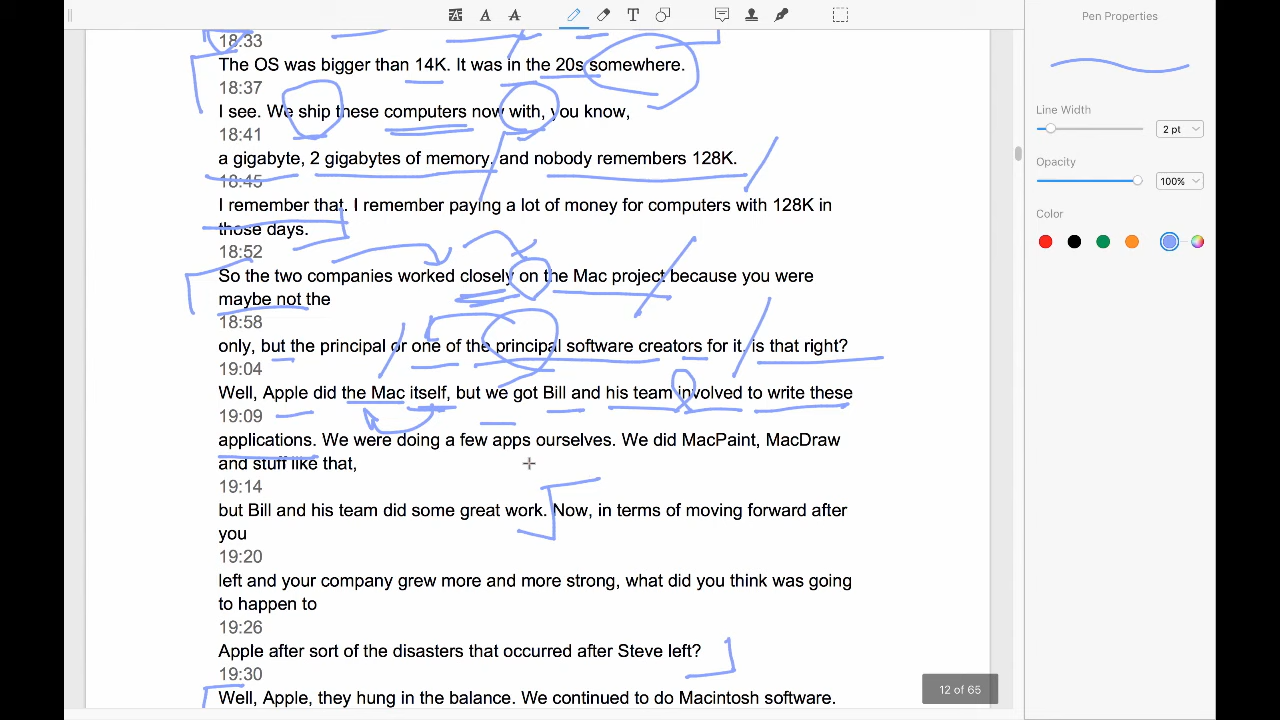 Pen Properties
18:33
The OS was bigger than 14K. It was in the 20s somewhere.
18:37
I see. We ship these computers now with, you know,
18:41
a gigabyte, 2 gigabytes of memory, and nobody remembers 128K.
18:45
I remember that. I remember paying a lot of money for computers with 128K in
those days.
18:52
So the two companies worked closely on the Mac project because you were
maybe not the
18:58
only, but the principal or one of the principal software creators for it, is that right?
19:04
Well, Apple did the Mac itself, but we got Bill and his team involved to write these
19:09
applications. We were doing a few apps ourselves. We did MacPaint, MacDraw
and stuff like that,
19:14
but Bill and his team did some great work. Now, in terms of moving forward after
you
19:20
left and your company grew more and more strong, what did you think was going
to happen to
19:26
Apple after sort of the disasters that occurred after Steve left?
19:30
Well, Apple, they hung in the balance. We continued to do Macintosh software.
12 of 65
Line Width
2 pt
Opacity
100%
Color